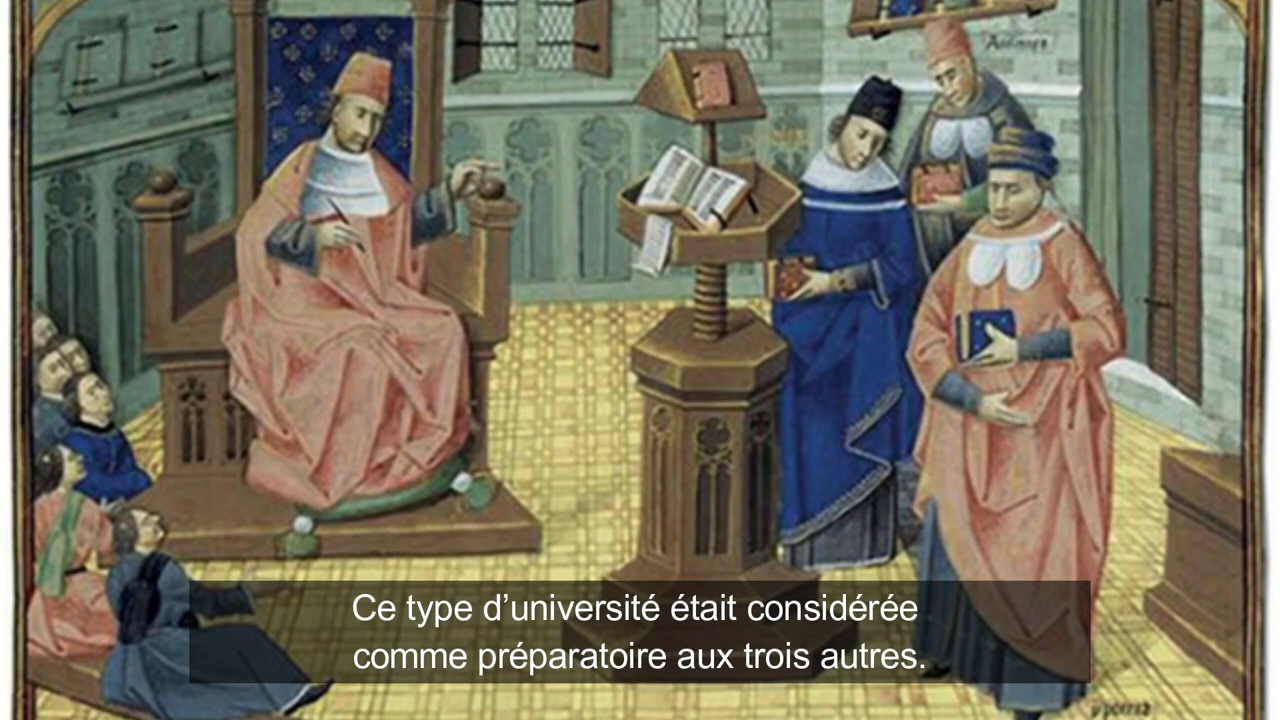 Ce type d’université était considérée
comme préparatoire aux trois autres.